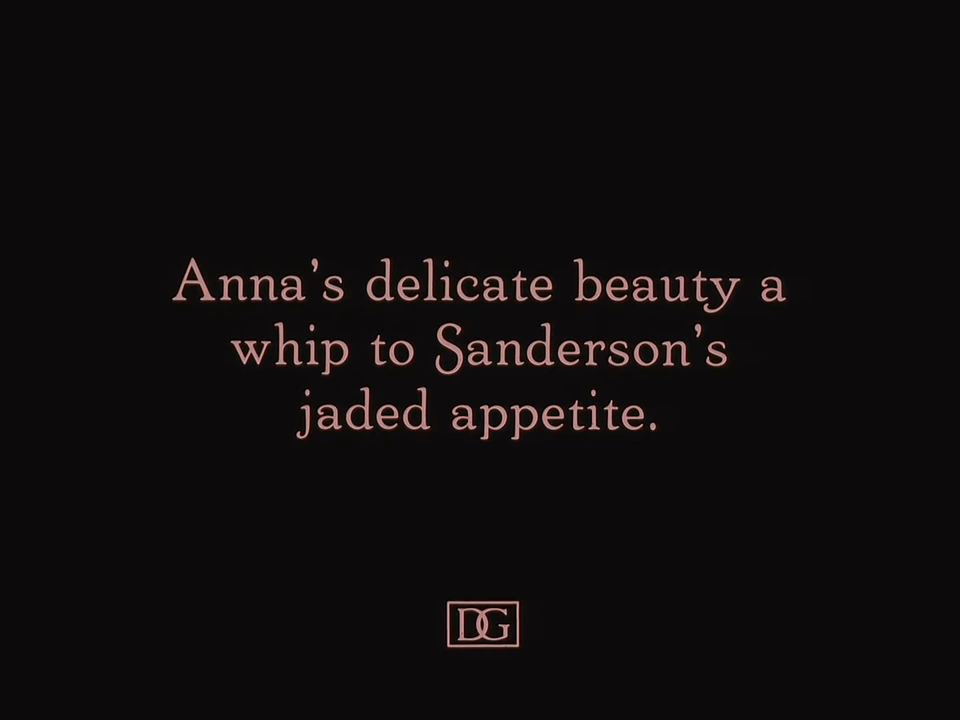 Anna’s delicate beauty a
whip to Sanderson’s
jaded appetite.
DG